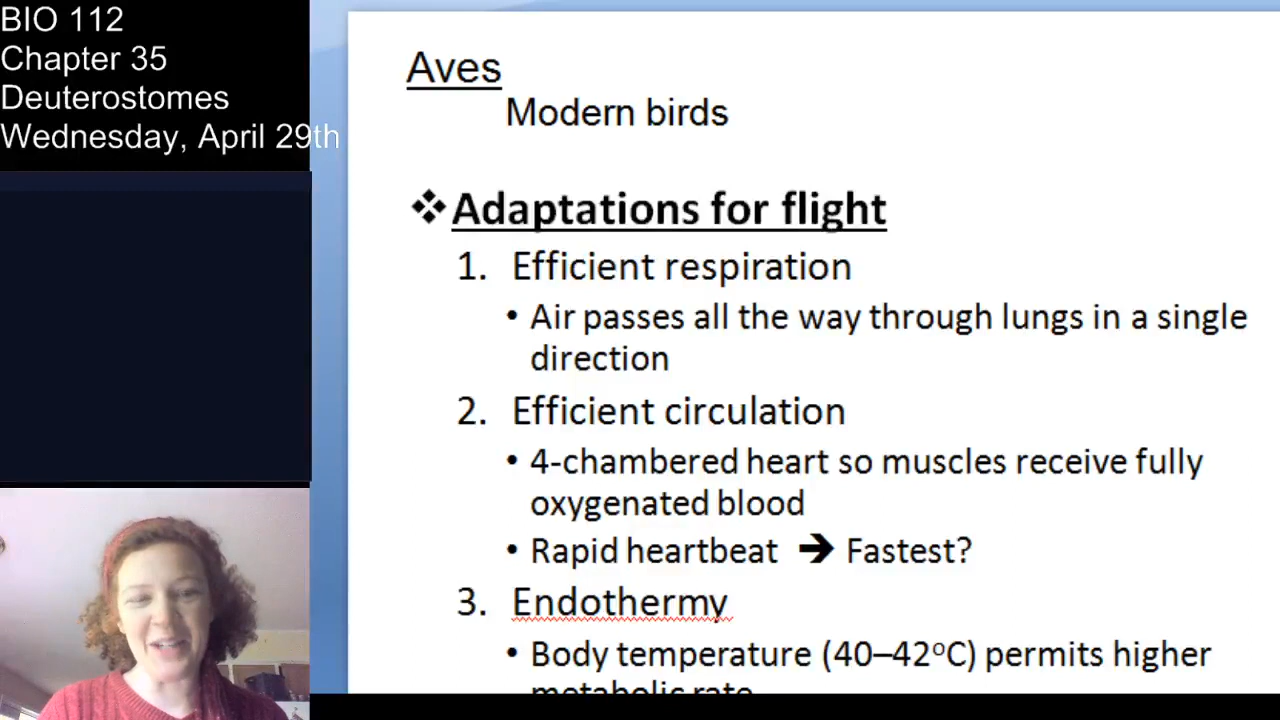 BIO 112
Chapter 35
Deuterostomes
Wednesday, April 29th
Aves
Modern birds
❖Adaptations for flight
1. Efficient respiration
• Air passes all the way through lungs in a single
direction
2. Efficient circulation
• 4-chambered heart so muscles receive fully
oxygenated blood
• Rapid heartbeat ➔ Fastest?
3. Endothermy
• Body temperature (40–42°C) permits higher
metabolic rate